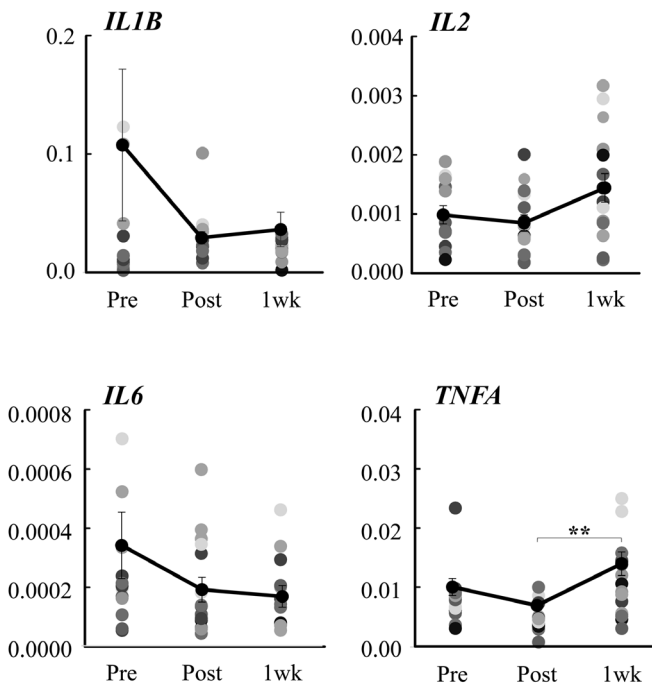 IL1B
0.2
0.1
0.0
Pre Post 1wk
IL2
0.004
0.003
0.002
0.001
0.000
Pre Post 1wk
IL6
0.0008
0.0006
0.0004
0.0002
0.0000
Pre Post 1wk
TNFA
0.04
0.03
0.02
0.01
0.00
**
Pre Post 1wk